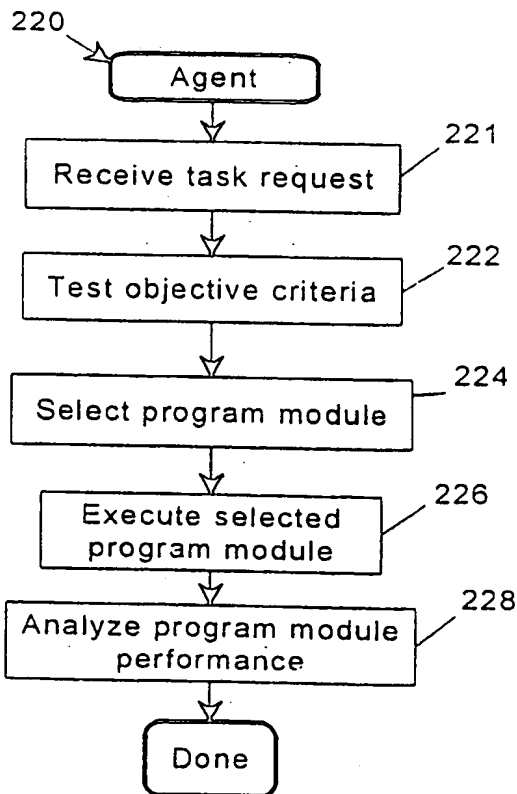 220
Agent
221
Receive task request
222
Test objective criteria
224
Select program module
226
Execute selected
program module
228
Analyze program module
performance
Done